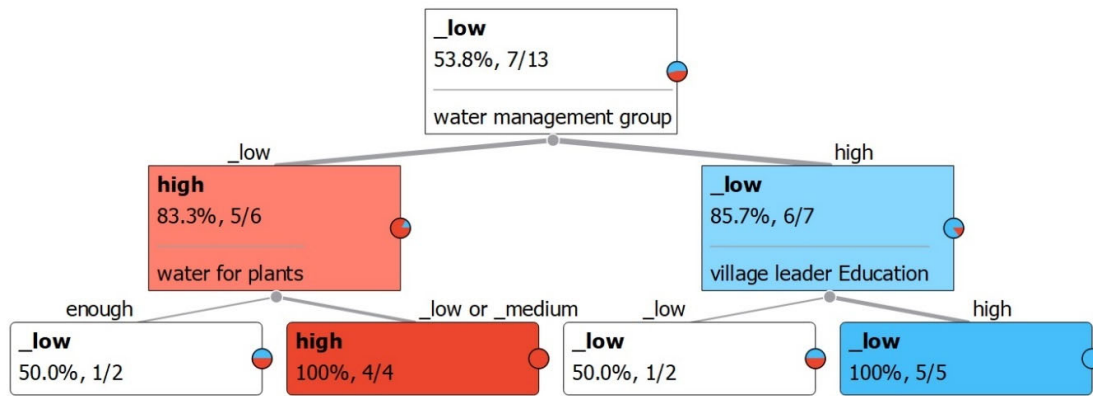 _low
53.8%, 7/13
water management group
_low
high
high
83.3%, 5/6
water for plants
_low
85.7%, 6/7
village leader Education
enough
_low or _medium
_low
high
_low
50.0%, 1/2
high
100%, 4/4
_low
50.0%, 1/2
_low
100%, 5/5